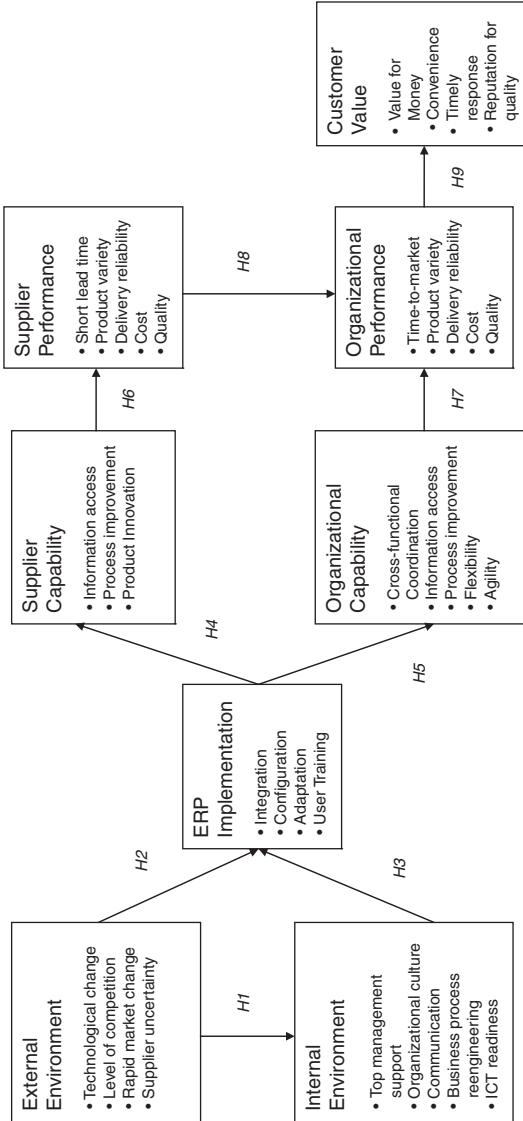 External
Environment
• Technological change
• Level of competition
• Rapid market change
• Supplier uncertainty
H1
Internal
Environment
• Top management
support
• Organizational culture
• Communication
• Business process
reengineering
• ICT readiness
H2
H3
ERP
Implementation
• Integration
• Configuration
• Adaptation
• User Training
H4
H5
Supplier
Capability
• Information access
• Process improvement
• Product Innovation
Organizational
Capability
• Cross-functional
Coordination
• Information access
• Process improvement
• Flexibility
• Agility
H6
H7
Supplier
Performance
• Short lead time
• Product variety
• Delivery reliability
• Cost
• Quality
H8
Organizational
Performance
• Time-to-market
• Product variety
• Delivery reliability
• Cost
• Quality
H9
Customer
Value
• Value for
Money
• Convenience
• Timely
response
• Reputation for
quality